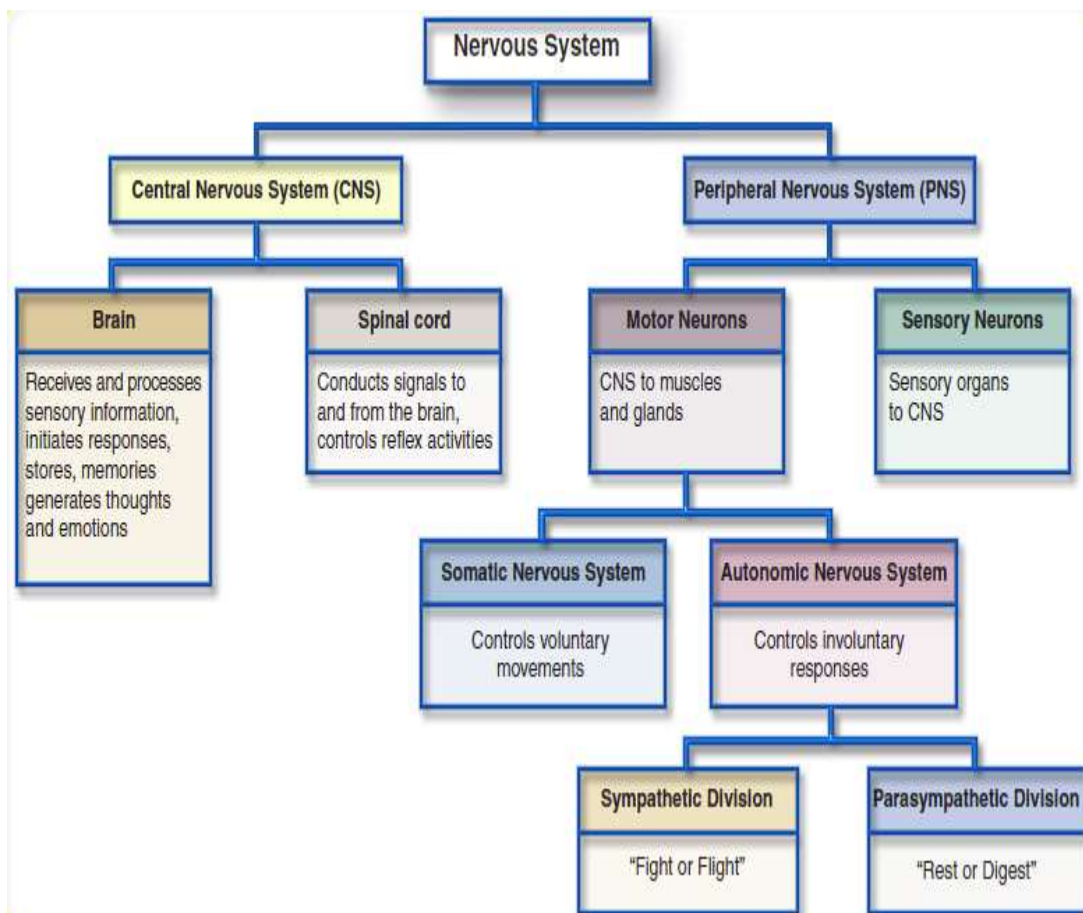 Nervous System
Central Nervous System (CNS)
Peripheral Nervous System (PNS)
Brain
Receives and processes
sensory information,
initiates responses,
stores, memories
generates thoughts
and emotions
Spinal cord
Conducts signals to
and from the brain,
controls reflex activities
Motor Neurons
CNS to muscles
and glands
Sensory Neurons
Sensory organs
to CNS
Somatic Nervous System
Controls voluntary
movements
Autonomic Nervous System
Controls involuntary
responses
Sympathetic Division
“Fight or Flight”
Parasympathetic Division
“Rest or Digest”